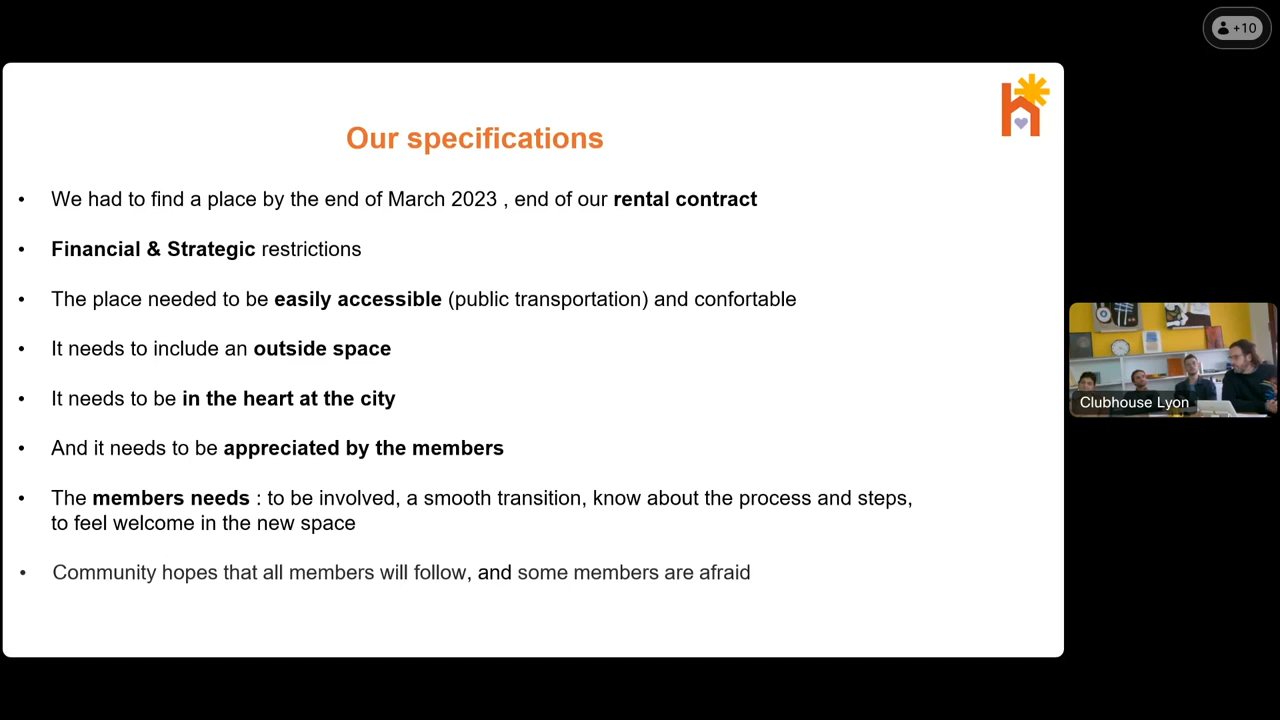 +10
Our specifications
• We had to find a place by the end of March 2023 , end of our rental contract
• Financial & Strategic restrictions
• The place needed to be easily accessible (public transportation) and confortable
• It needs to include an outside space
• It needs to be in the heart at the city
• And it needs to be appreciated by the members
• The members needs : to be involved, a smooth transition, know about the process and steps,
to feel welcome in the new space
• Community hopes that all members will follow, and some members are afraid
Clubhouse Lyon